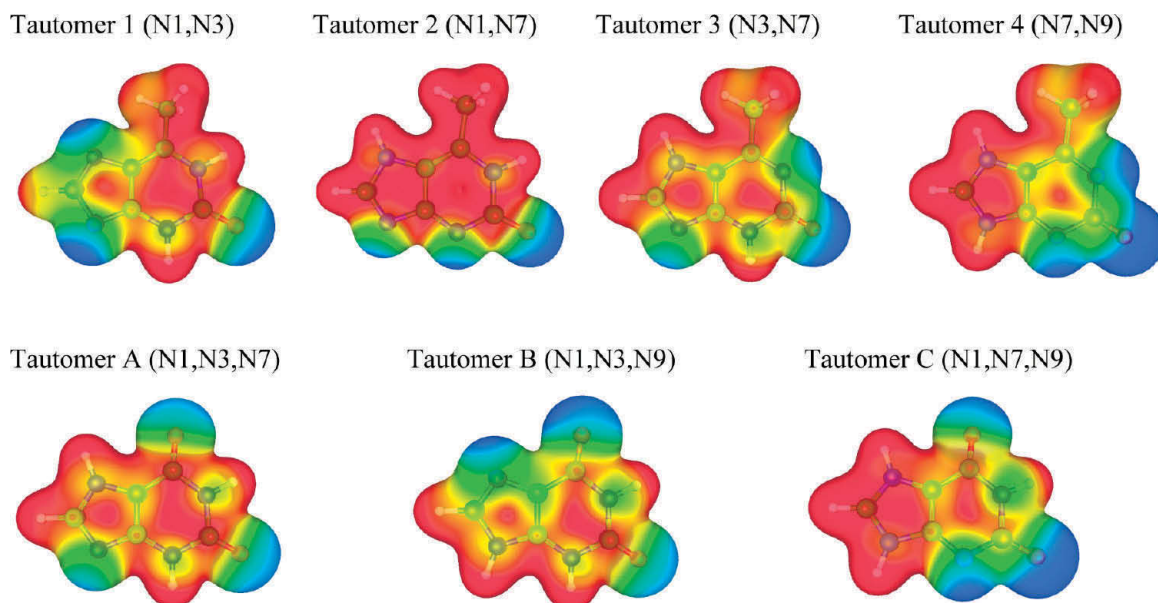 Tautomer 1 (N1,N3) Tautomer 2 (N1,N7) Tautomer 3 (N3,N7) Tautomer 4 (N7,N9)
Tautomer A (N1,N3,N7) Tautomer B (N1,N3,N9) Tautomer C (N1,N7,N9)